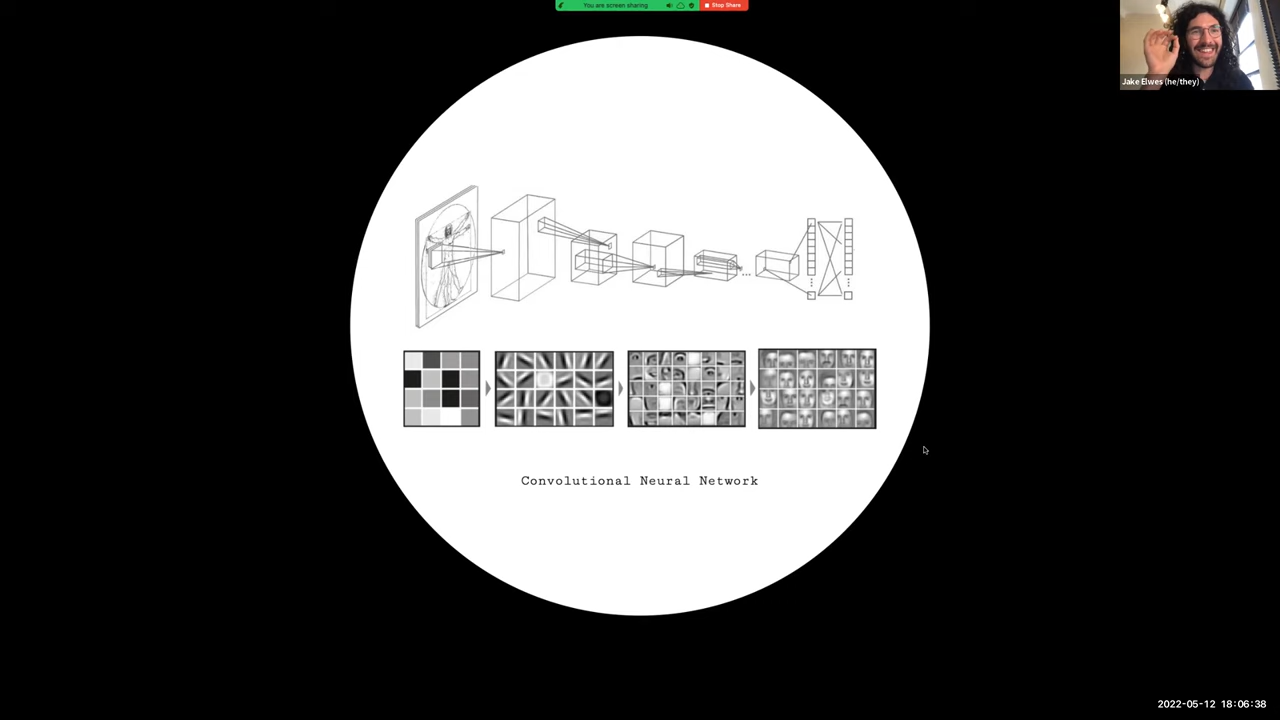 You are screen sharing
Stop Share
Jake Elwes (he/they)
...
Convolutional Neural Network
2022-05-12 18:06:38